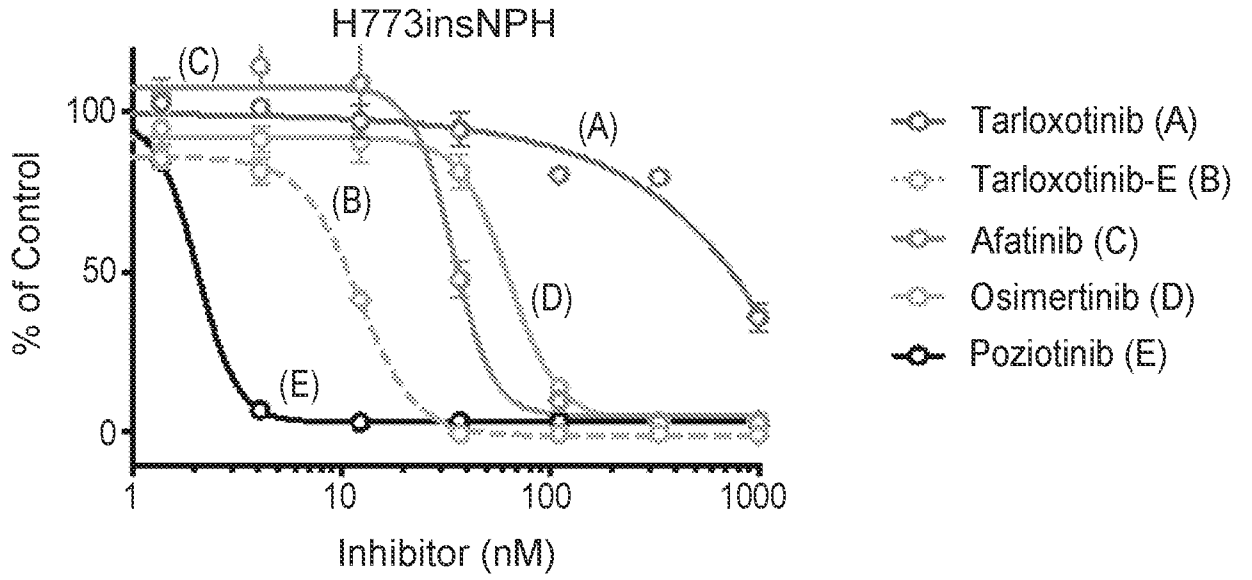 H773insNPH
% of Control
100
50
0
(C)
(A)
(B)
(D)
(E)
1
10
100
1000
Inhibitor (nM)
Tarloxotinib (A)
Tarloxotinib-E (B)
Afatinib (C)
Osimertinib (D)
Poziotinib (E)